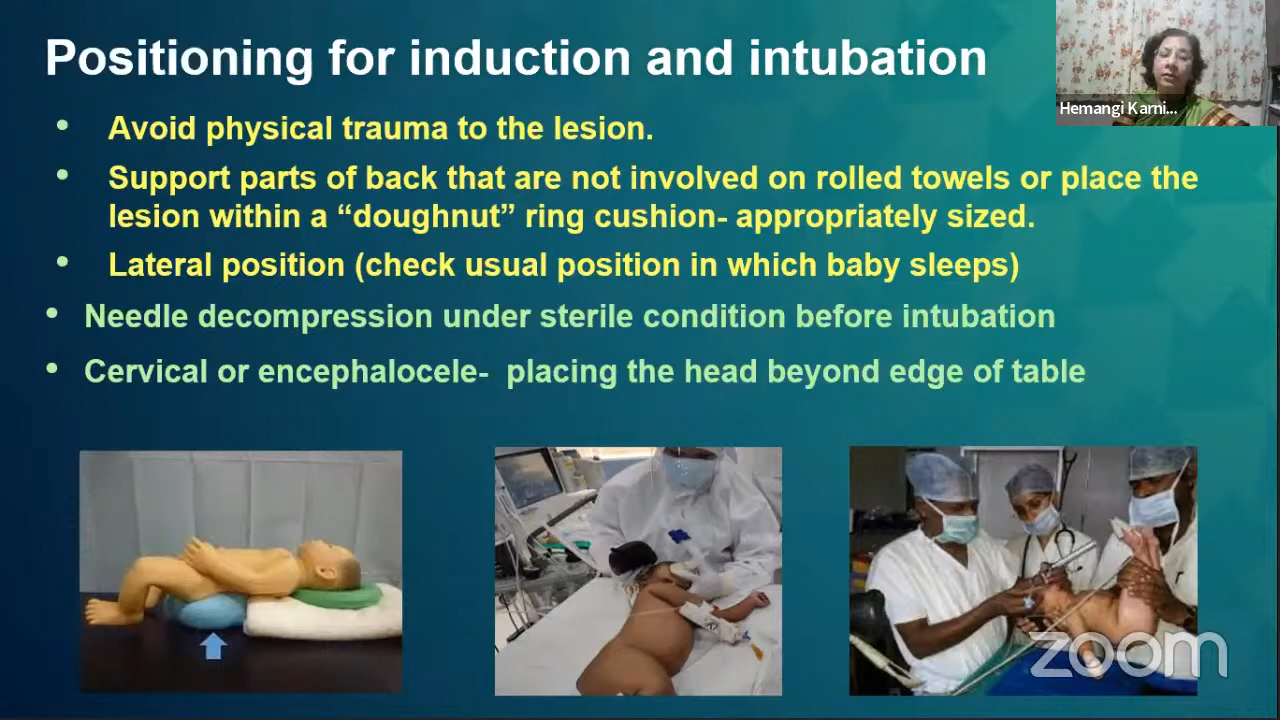 Positioning for induction and intubation
Hemangi Karni...
• Avoid physical trauma to the lesion.
• Support parts of back that are not involved on rolled towels or place the
lesion within a “doughnut” ring cushion- appropriately sized.
• Lateral position (check usual position in which baby sleeps)
• Needle decompression under sterile condition before intubation
• Cervical or encephalocele- placing the head beyond edge of table
zoom